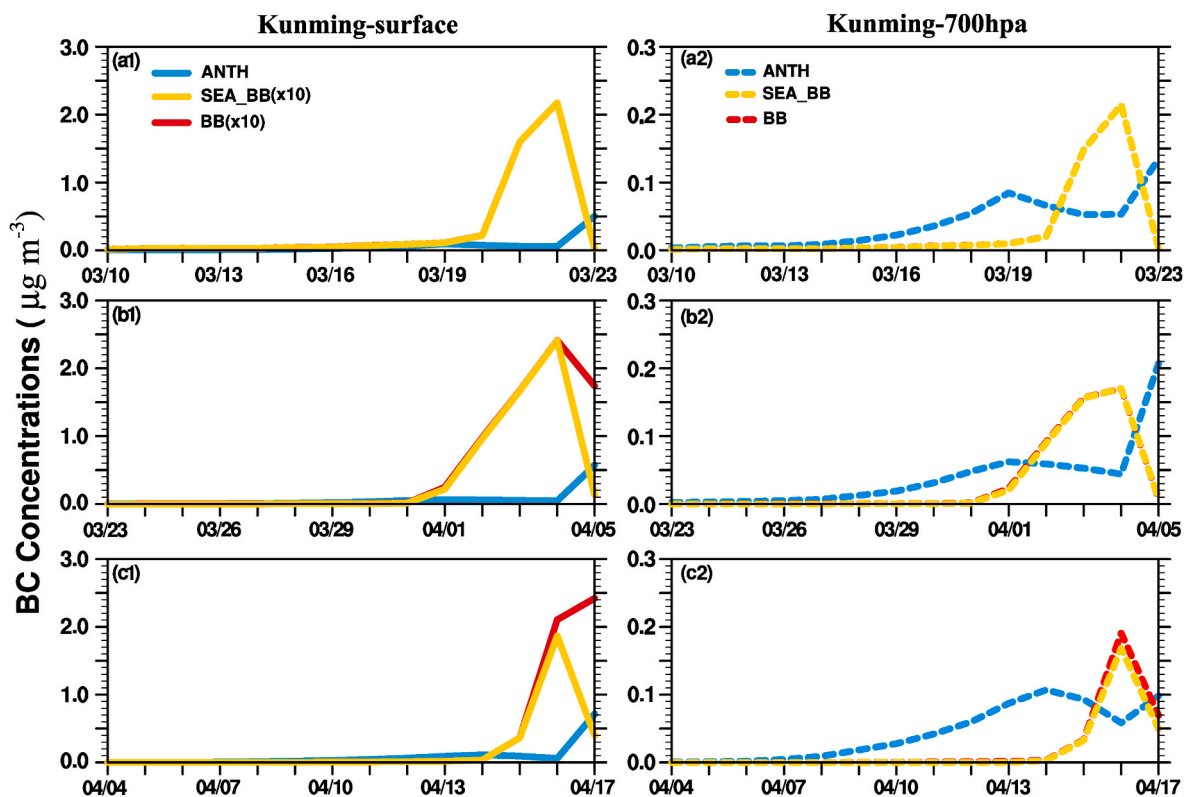 Kunming-surface
Kunming-700hpa
BC Concentrations ( μg m⁻³)
3.0
2.0
1.0
0.0
(a1)
ANTH
SEA_BB(x10)
BB(x10)
03/10 03/13 03/16 03/19 03/23
0.3
0.2
0.1
0.0
(a2)
ANTH
SEA_BB
BB
03/10 03/13 03/16 03/19 03/23
3.0
2.0
1.0
0.0
(b1)
03/23 03/26 03/29 04/01 04/05
0.3
0.2
0.1
0.0
(b2)
03/23 03/26 03/29 04/01 04/05
3.0
2.0
1.0
0.0
(c1)
04/04 04/07 04/10 04/13 04/17
0.3
0.2
0.1
0.0
(c2)
04/04 04/07 04/10 04/13 04/17